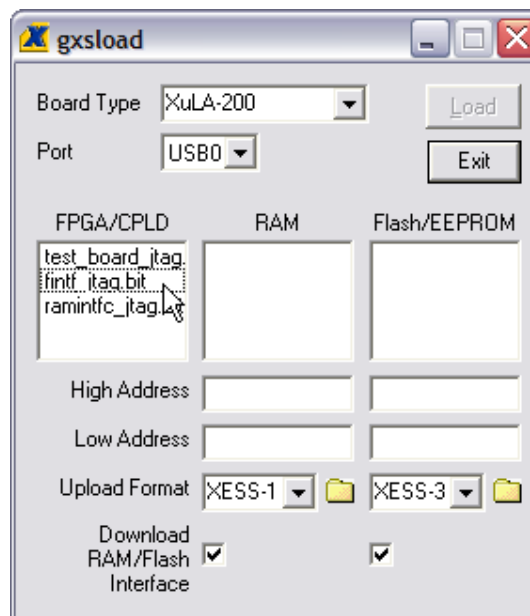 gxsload
Board Type XuLA-200 Load
Port USB0 Exit
FPGA/CPLD RAM Flash/EEPROM
test_board_jtag.
fintf_jtag.bit
ramintfc_jtag.
High Address
Low Address
Upload Format XESS-1 XESS-3
Download
RAM/Flash
Interface